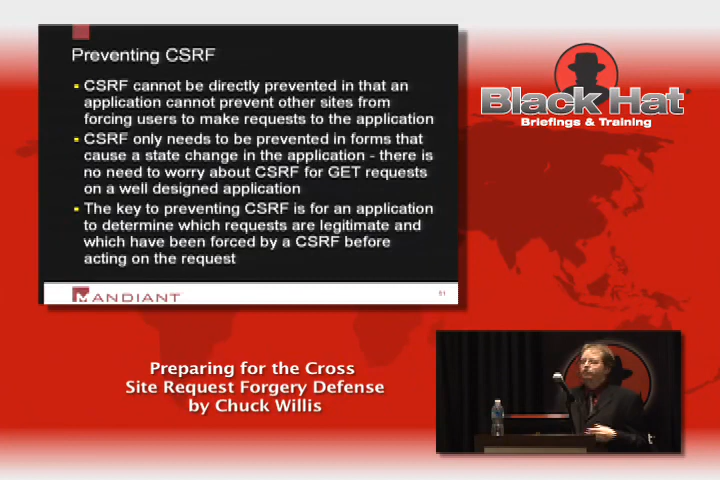 Preventing CSRF
CSRF cannot be directly prevented in that an
application cannot prevent other sites from
forcing users to make requests to the application
CSRF only needs to be prevented in forms that
cause a state change in the application - there is
no need to worry about CSRF for GET requests
on a well designed application
The key to preventing CSRF is for an application
to determine which requests are legitimate and
which have been forced by a CSRF before
acting on the request
MANDIANT
Black Hat
Briefings & Training
Preparing for the Cross
Site Request Forgery Defense
by Chuck Willis